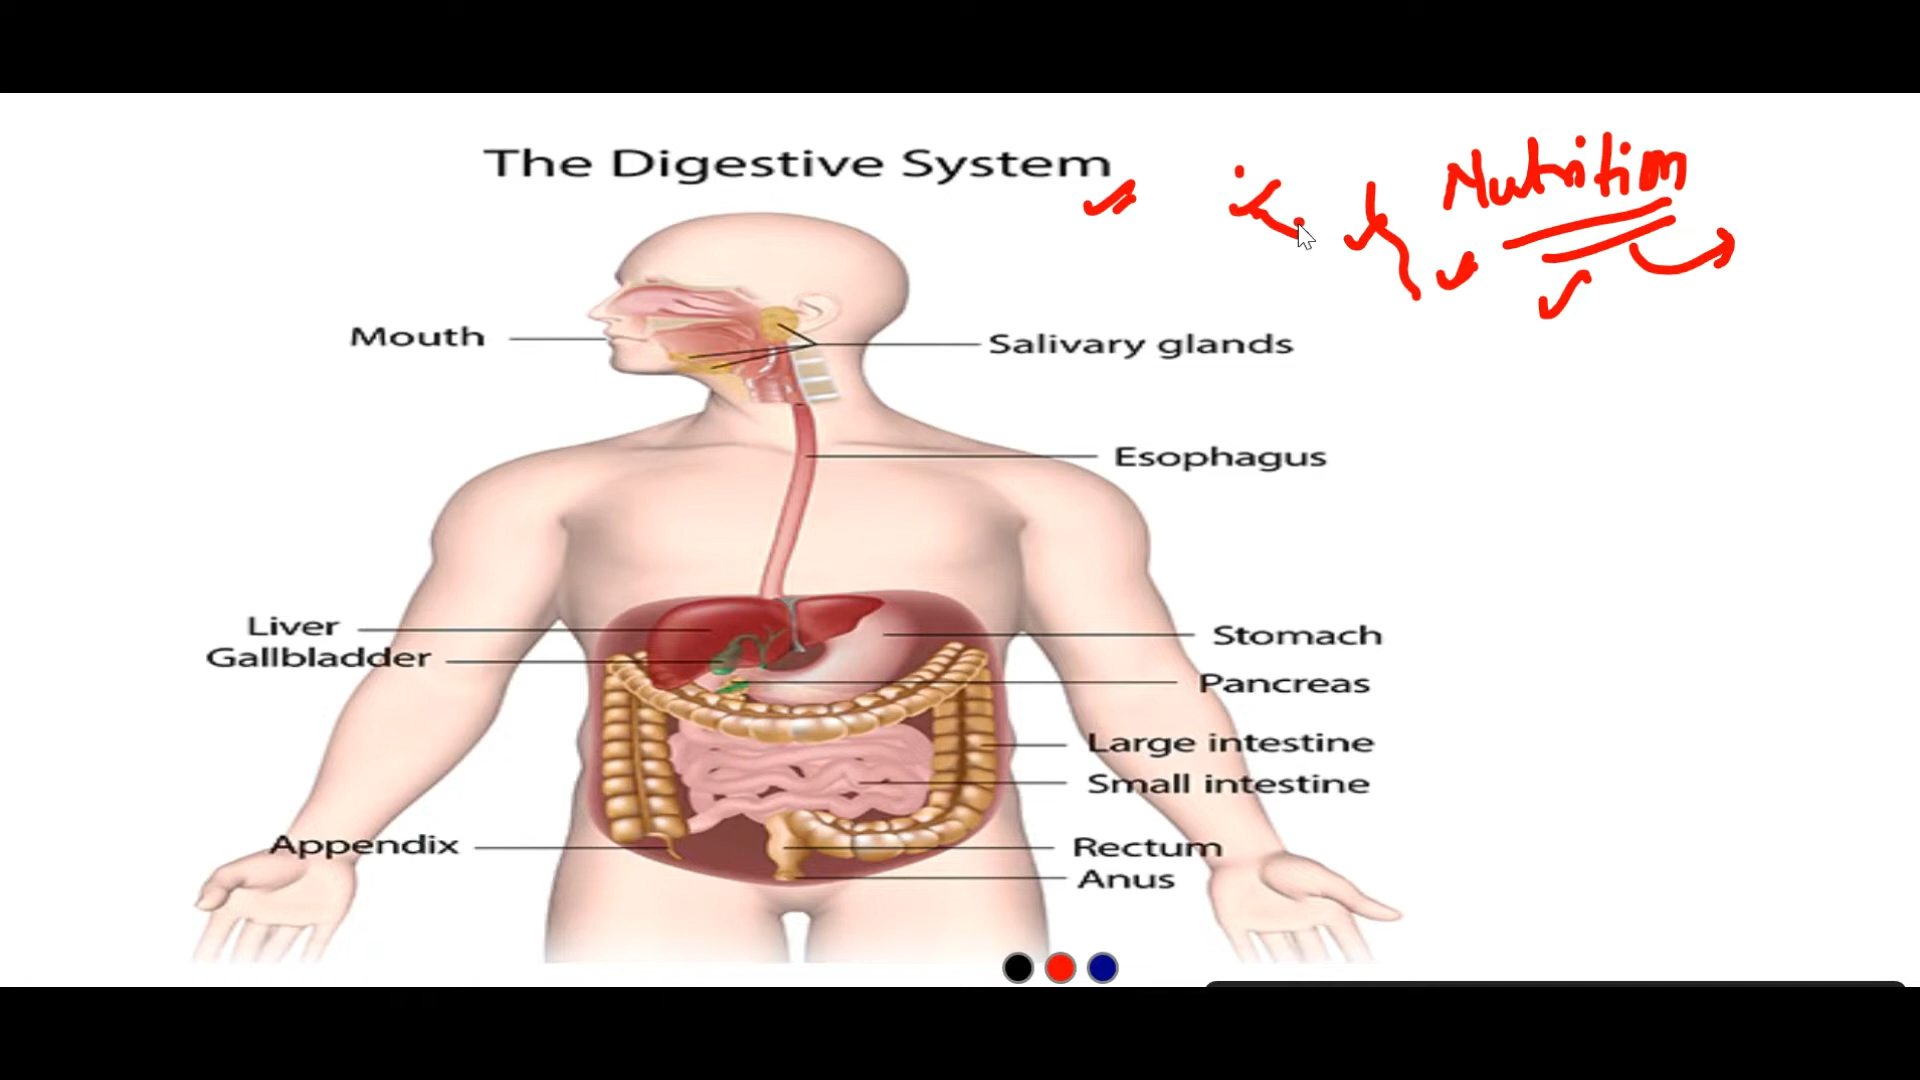 The Digestive System
Nutrition
Mouth
Salivary glands
Esophagus
Liver
Gallbladder
Stomach
Pancreas
Large intestine
Small intestine
Appendix
Rectum
Anus